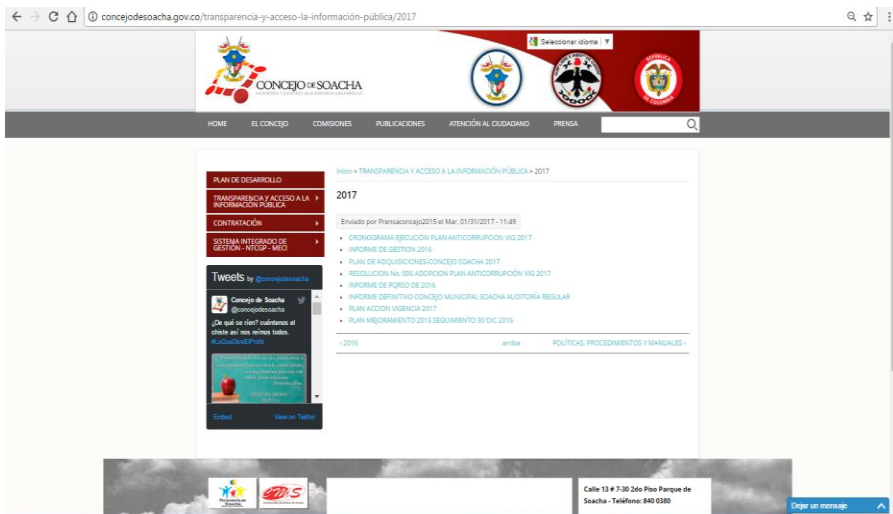 concejodesoacha.gov.co/transparencia-y-acceso-la-información-pública/2017
Seleccionar idioma
CONCEJO DE SOACHA
HOME EL CONCEJO COMISIONES PUBLICACIONES ATENCIÓN AL CIUDADANO PRENSA
PLAN DE DESARROLLO
TRANSPARENCIA Y ACCESO A LA
INFORMACIÓN PÚBLICA
CONTRATACIÓN
SISTEMA INTEGRADO DE
GESTIÓN - NTCGP - MECI
Tweets by @concejodesoacha
Concejo de Soacha
@concejodesoacha
¿De qué se ríen? cuéntenos el
chiste así nos reimos todos.
#LoQueDiceElProfe
Embed View on Twitter
Inicio » TRANSPARENCIA Y ACCESO A LA INFORMACIÓN PÚBLICA » 2017
2017
Enviado por Prensaconcejo2015 el Mar, 01/31/2017 - 11:49
CRONOGRAMA EJECUCIÓN PLAN ANTICORRUPCION VIG 2017
INFORME DE GESTION 2016
PLAN DE ADQUISICIONES-CONCEJO SOACHA 2017
RESOLUCION No. 006 ADOPCION PLAN ANTICORRUPCIÓN VIG 2017
INFORME DE PQRSD DE 2016
INFORME DEFINITIVO CONCEJO MUNICIPAL SOACHA AUDITORÍA REGULAR
PLAN ACCION VIGENCIA 2017
PLAN MEJORAMIENTO 2015 SEGUIMIENTO 30 DIC 2016
‹ 2016 arriba POLÍTICAS, PROCEDIMIENTOS Y MANUALES ›
Calle 13 # 7-30 2do Piso Parque de
Soacha - Teléfono: 840 0380
Dejar un mensaje